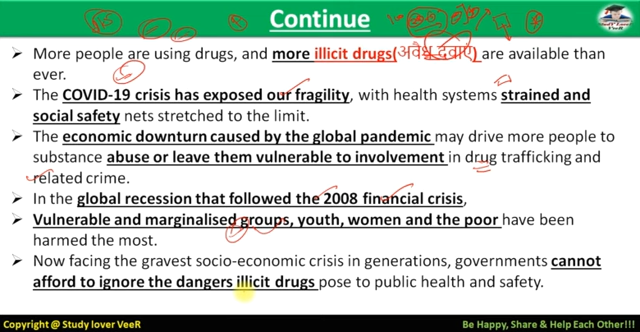 Continue
• More people are using drugs, and more illicit drugs(अवैध दवाए) are available than
ever.
• The COVID-19 crisis has exposed our fragility, with health systems strained and
social safety nets stretched to the limit.
• The economic downturn caused by the global pandemic may drive more people to
substance abuse or leave them vulnerable to involvement in drug trafficking and
related crime.
• In the global recession that followed the 2008 financial crisis,
• Vulnerable and marginalised groups, youth, women and the poor have been
harmed the most.
• Now facing the gravest socio-economic crisis in generations, governments cannot
afford to ignore the dangers illicit drugs pose to public health and safety.
Copyright @ Study lover VeeR
Be Happy, Share & Help Each Other!!!